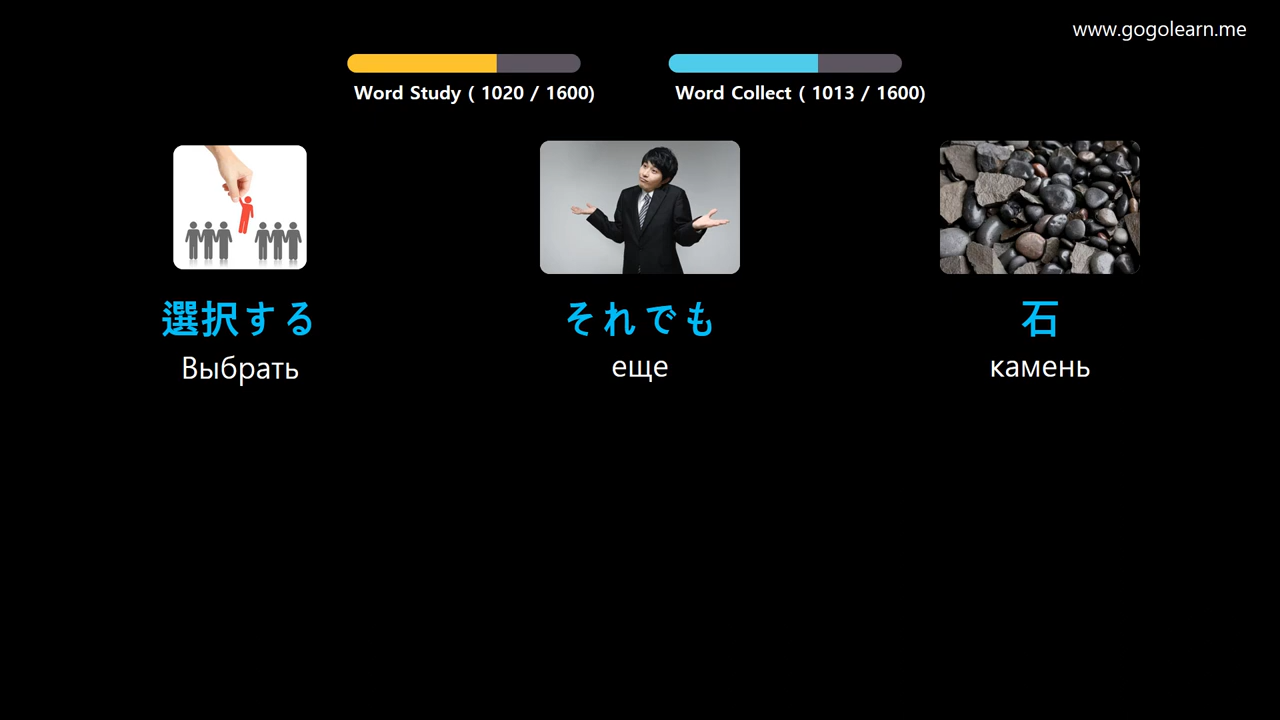 www.gogolearn.me
Word Study ( 1020 / 1600)
Word Collect ( 1013 / 1600)
選択する
それでも
石
Выбрать
еще
камень